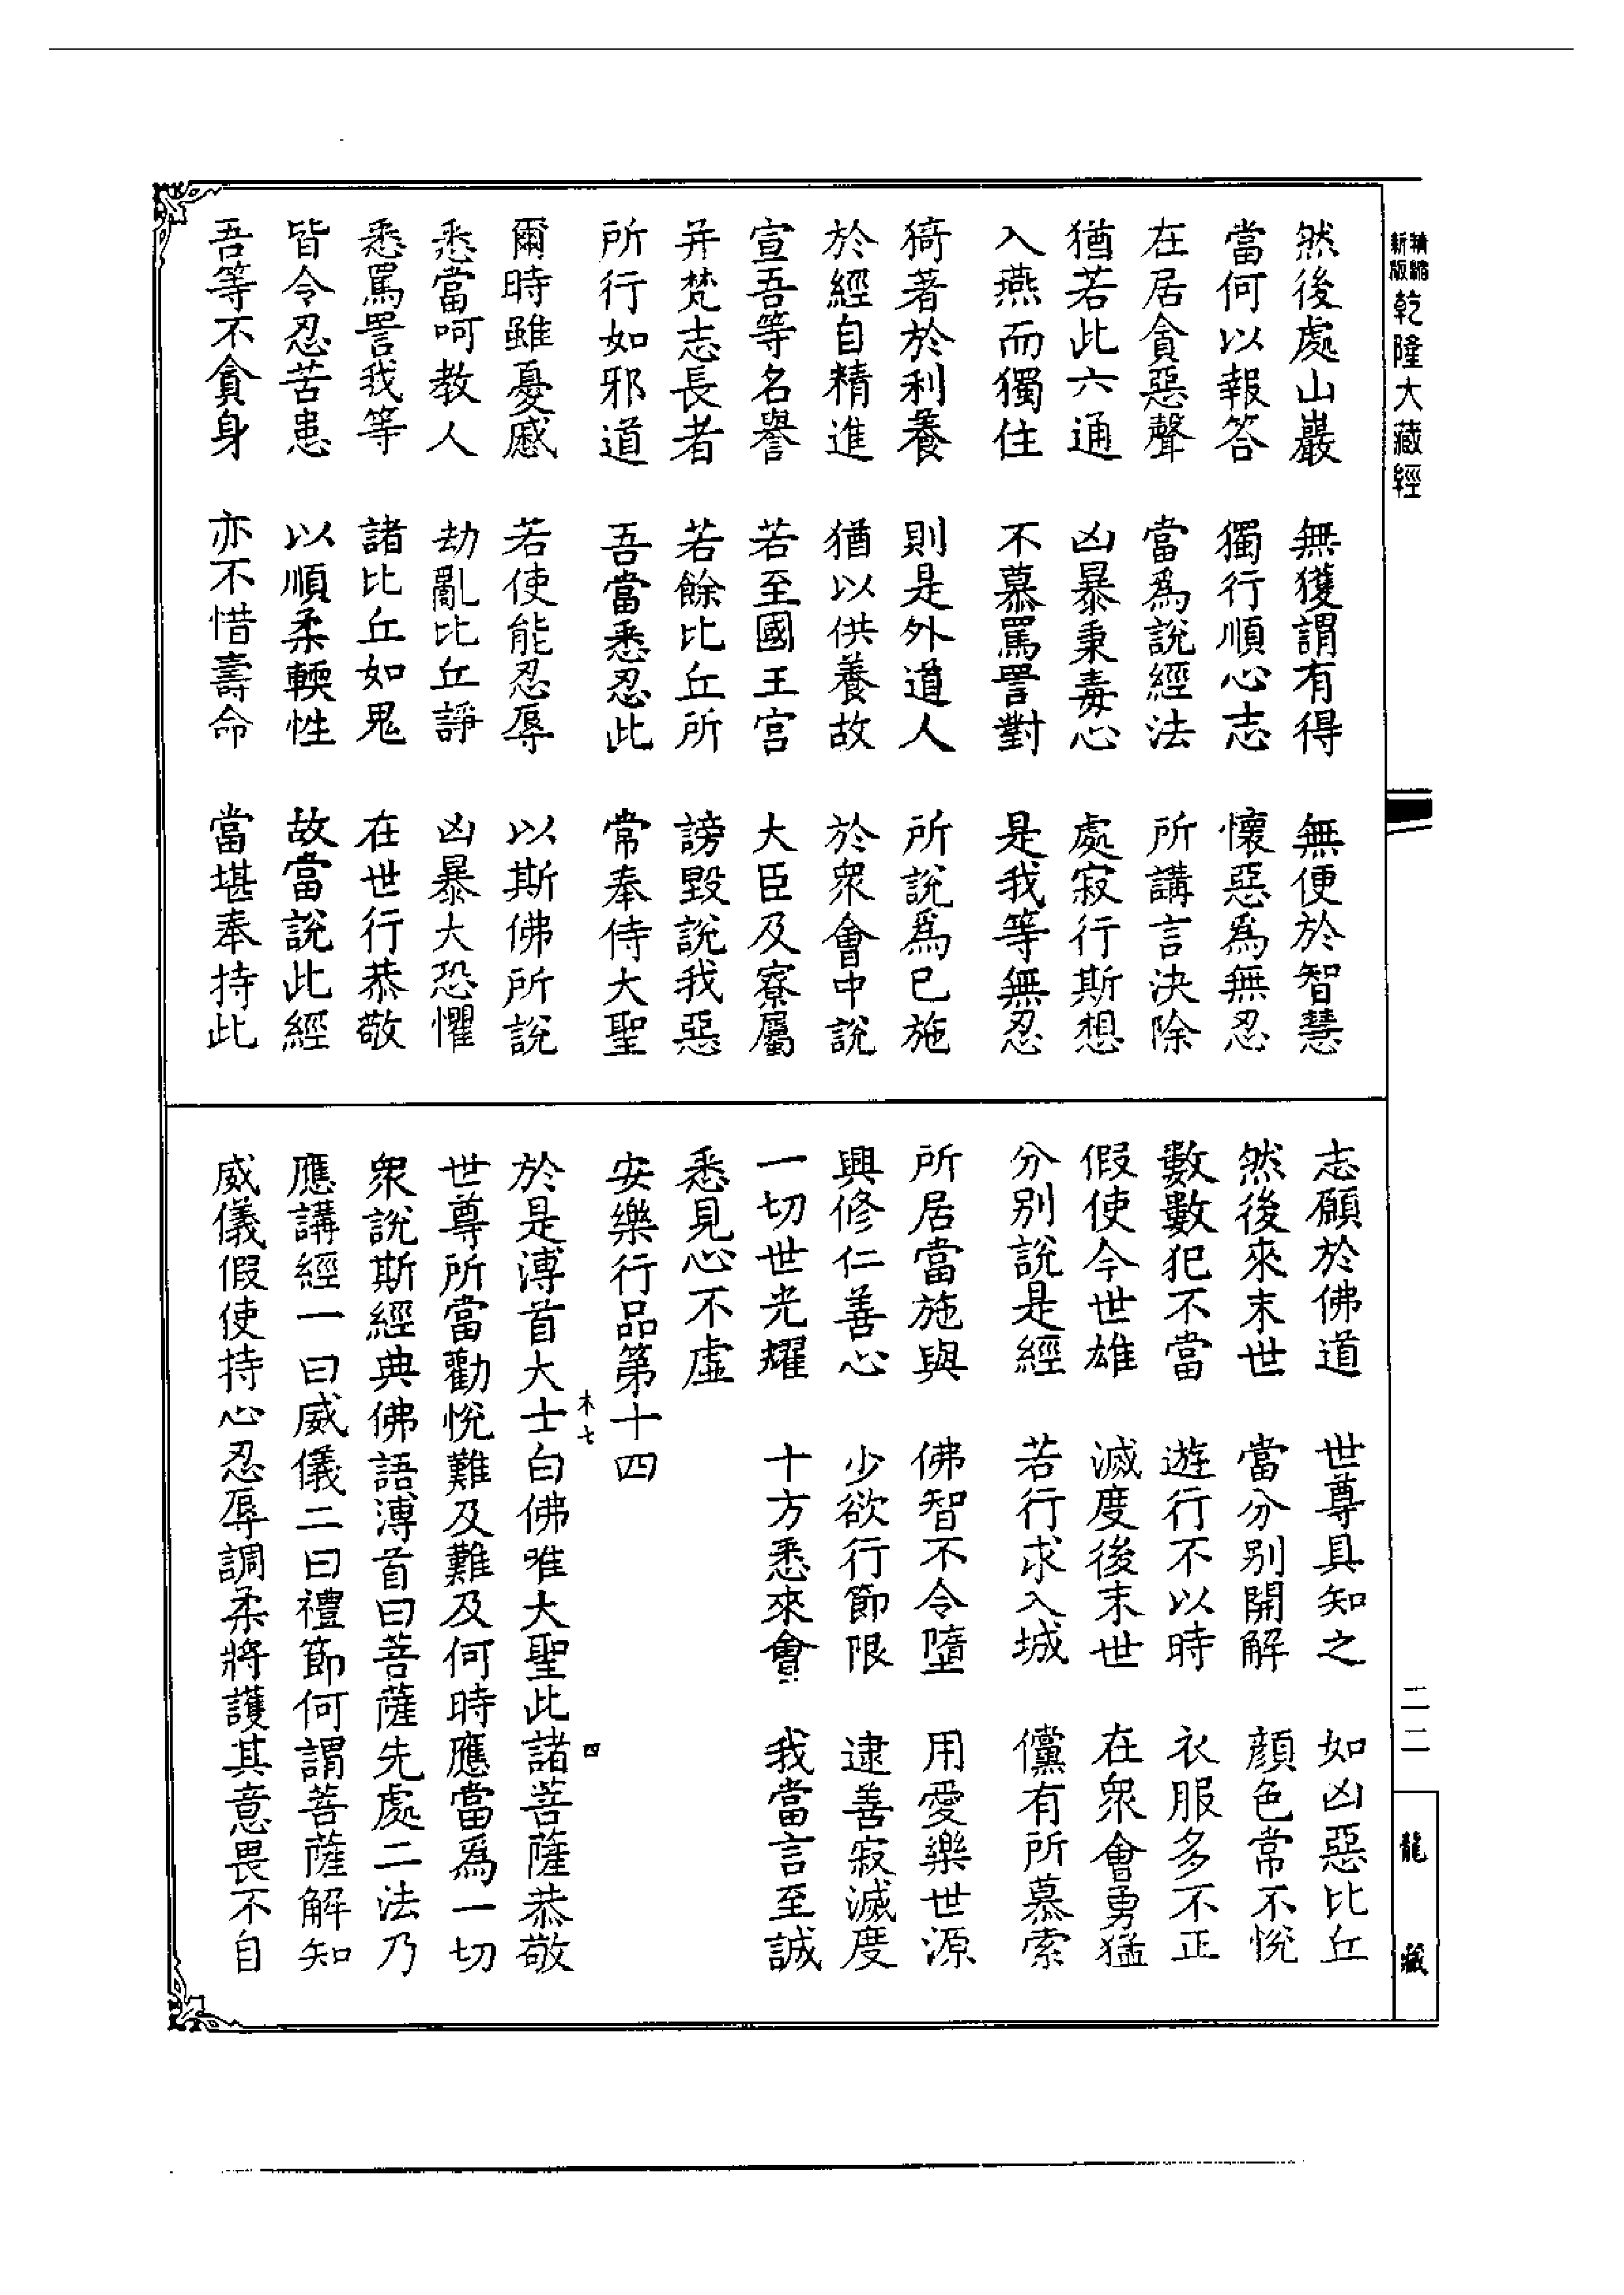 精縮新版乾隆大藏經
然後處山巖　無獲謂有得　無便於智慧
當何以報答　獨行順心志　懷惡爲無忍
在居貪惡聲　當爲說經法　所講言決除
猶若此六通　凶暴秉毒心　處寂行斯想
入燕而獨住　不慕罵詈對　是我等無忍
猗著於利養　則是外道人　所說爲已施
於經自精進　猶以供養故　於衆會中說
宣吾等名譽　若至國王宮　大臣及寮屬
并梵志長者　若餘比丘所　謗毀說我惡
所行如邪道　吾當悉忍此　常奉侍大聖
爾時雖憂慼　若使能忍辱　以斯佛所說
悉當呵教人　劫亂比丘諍　凶暴大恐懼
悉罵詈我等　諸比丘如鬼　在世行恭敬
皆令忍苦患　以順柔輭性　故當說此經
吾等不貪身　亦不惜壽命　當堪奉持此
志願於佛道　世尊具知之　如凶惡比丘
然後來末世　當分別開解　顏色常不悅
數數犯不當　遊行不以時　衣服多不正
假使今世雄　滅度後末世　在衆會勇猛
分別說是經　若行求入城　儻有所慕索
所居當施與　佛智不令墮　用愛樂世源
興修仁善心　少欲行節限　逮善寂滅度
一切世光耀　十方悉來會　我當言至誠
悉見心不虛
安樂行品第十四
木七
四
於是溥首大士白佛唯大聖此諸菩薩恭敬
世尊所當勸悅難及難及何時應當爲一切
衆說斯經典佛語溥首曰菩薩先處二法乃
應講經一曰威儀二曰禮節何謂菩薩解知
威儀假使持心忍辱調柔將護其意畏不自
二二
龍藏